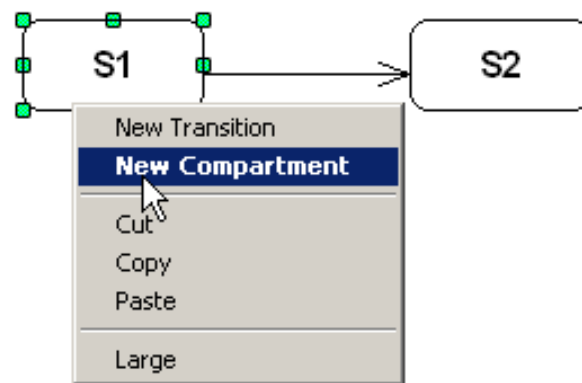 S1
S2
New Transition
New Compartment
Cut
Copy
Paste
Large